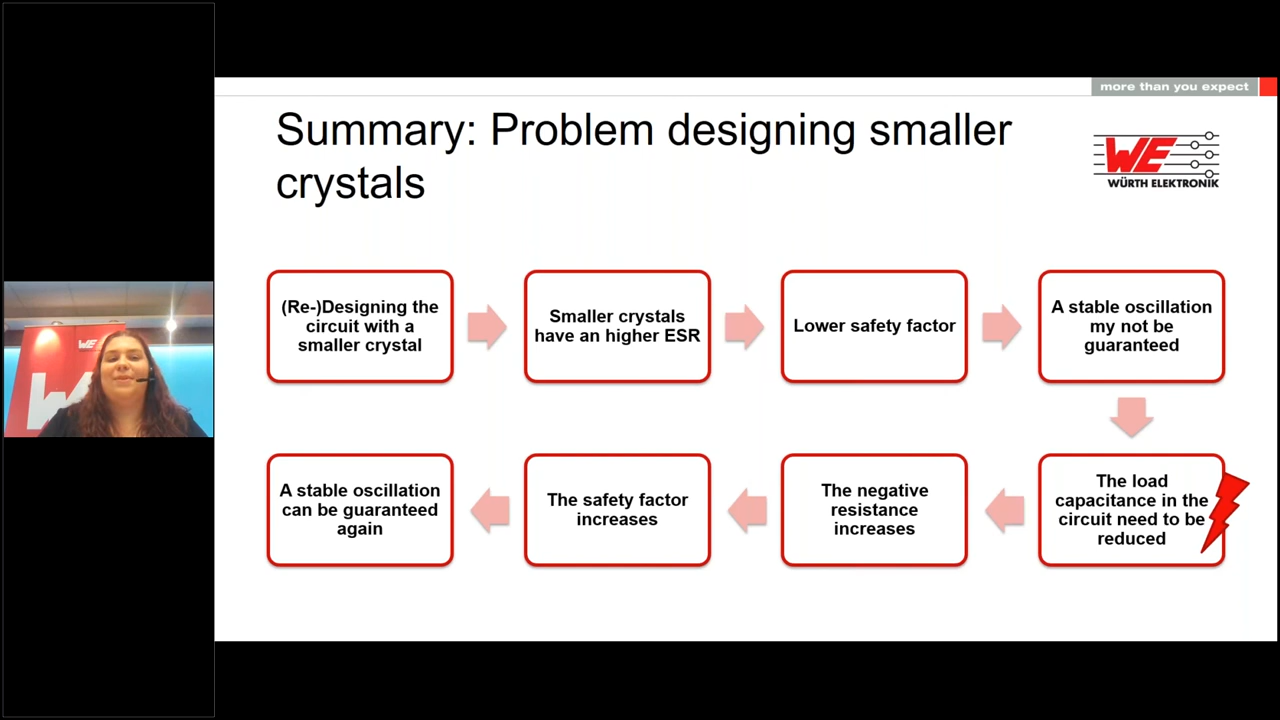 more than you expect
Summary: Problem designing smaller
crystals
WE
WÜRTH ELEKTRONIK
(Re-)Designing the
circuit with a
smaller crystal
Smaller crystals
have an higher ESR
Lower safety factor
A stable oscillation
my not be
guaranteed
The load
capacitance in the
circuit need to be
reduced
The negative
resistance
increases
The safety factor
increases
A stable oscillation
can be guaranteed
again
WE
W